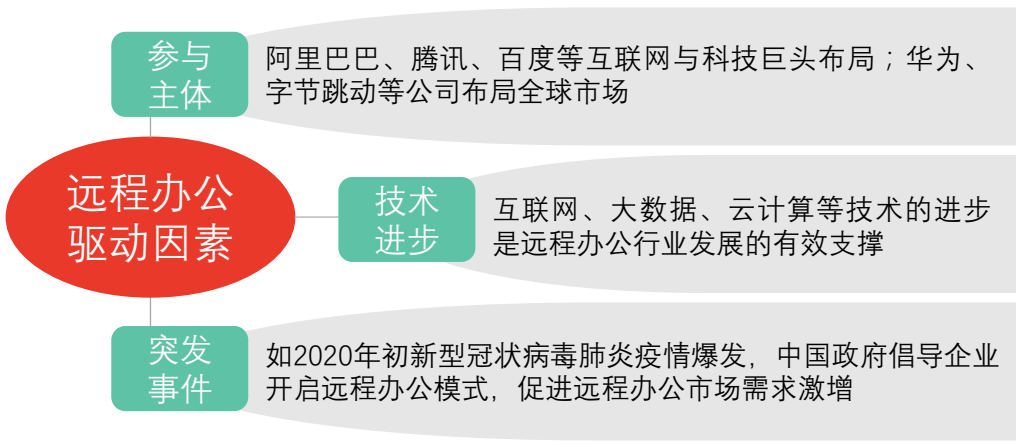 参与
主体
阿里巴巴、腾讯、百度等互联网与科技巨头布局；华为、
字节跳动等公司布局全球市场
远程办公
驱动因素
技术
进步
互联网、大数据、云计算等技术的进步
是远程办公行业发展的有效支撑
突发
事件
如2020年初新型冠状病毒肺炎疫情爆发，中国政府倡导企业
开启远程办公模式，促进远程办公市场需求激增